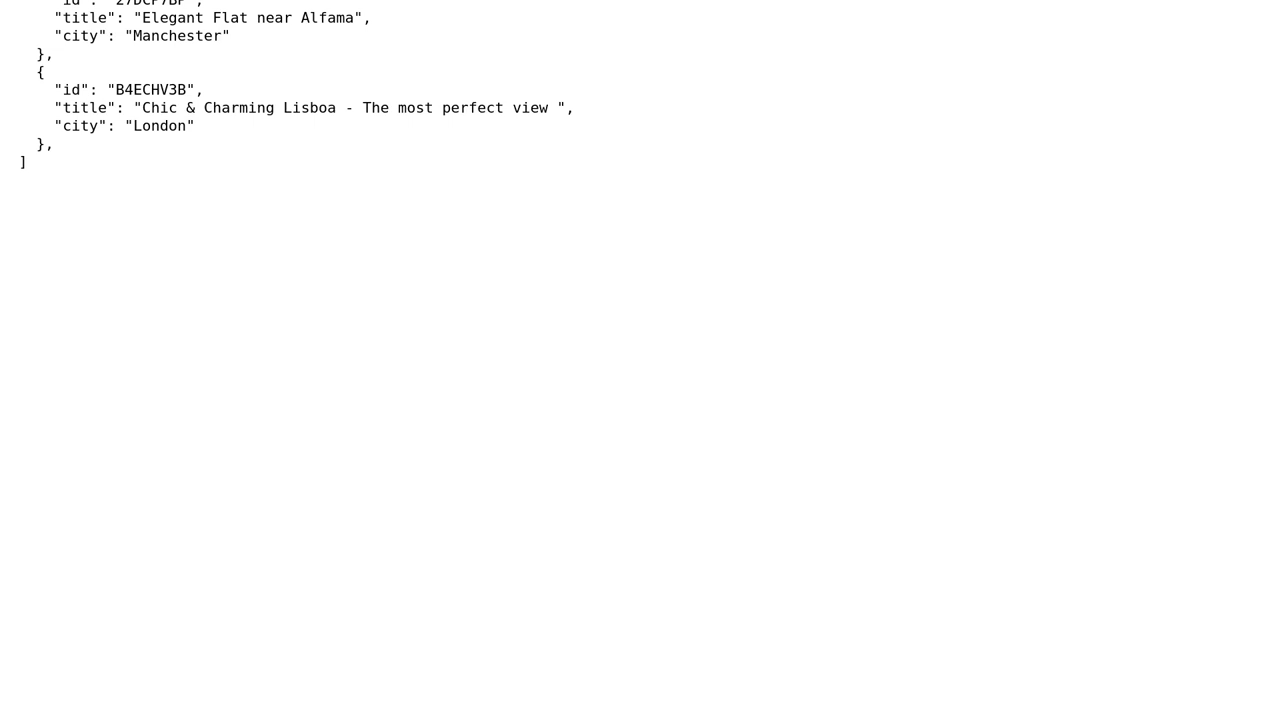 "title": "Elegant Flat near Alfama",
"city": "Manchester"
},
{
"id": "B4ECHV3B",
"title": "Chic & Charming Lisboa - The most perfect view ",
"city": "London"
},
]